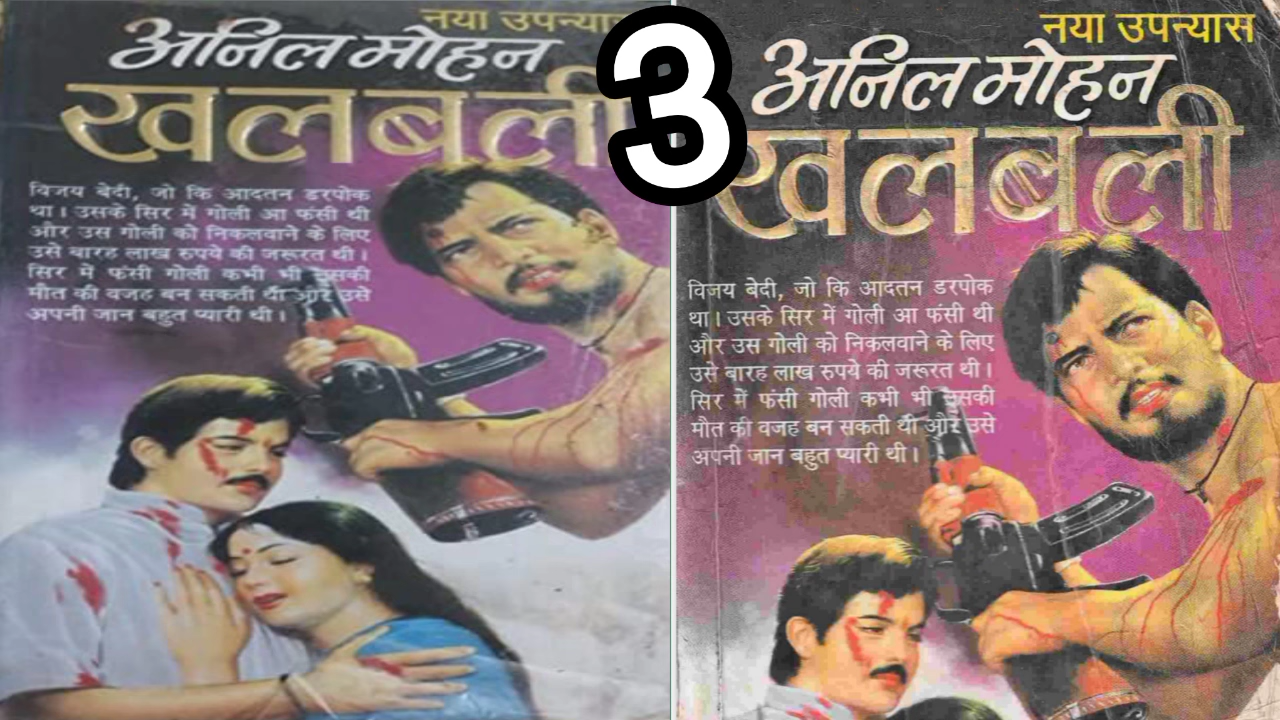 नया उपन्यास
अनिल मोहन
खलबली
विजय बेदी, जो कि आदतन डरपोक
था। उसके सिर में गोली आ फंसी थी
और उस गोली को निकलवाने के लिए
उसे बारह लाख रुपये की जरूरत थी।
सिर में फंसी गोली कभी भी उसकी
मौत की वजह बन सकती थी और उसे
अपनी जान बहुत प्यारी थी।
3
नया उपन्यास
अनिल मोहन
खलबली
विजय बेदी, जो कि आदतन डरपोक
था। उसके सिर में गोली आ फंसी थी
और उस गोली को निकलवाने के लिए
उसे बारह लाख रुपये की जरूरत थी।
सिर में फंसी गोली कभी भी उसकी
मौत की वजह बन सकती थी और उसे
अपनी जान बहुत प्यारी थी।